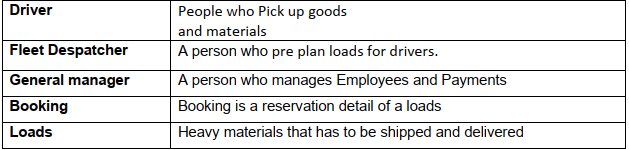 Driver People who Pick up goods
and materials
Fleet Despatcher A person who pre plan loads for drivers.
General manager A person who manages Employees and Payments
Booking Booking is a reservation detail of a loads
Loads Heavy materials that has to be shipped and delivered